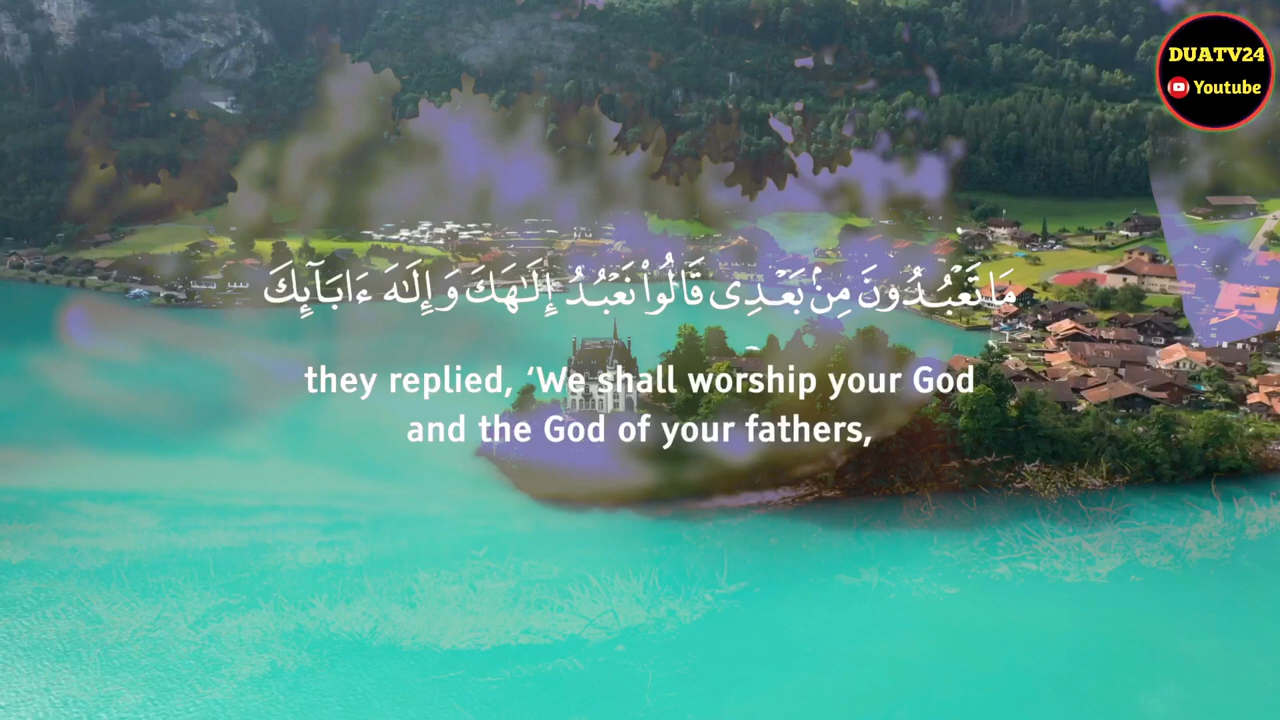 DUATV24
Youtube
مَا تَعْبُدُونَ مِنۢ بَعْدِى قَالُوا۟ نَعْبُدُ إِلَـٰهَكَ وَإِلَـٰهَ ءَابَآئِكَ
they replied, ‘We shall worship your God
and the God of your fathers,